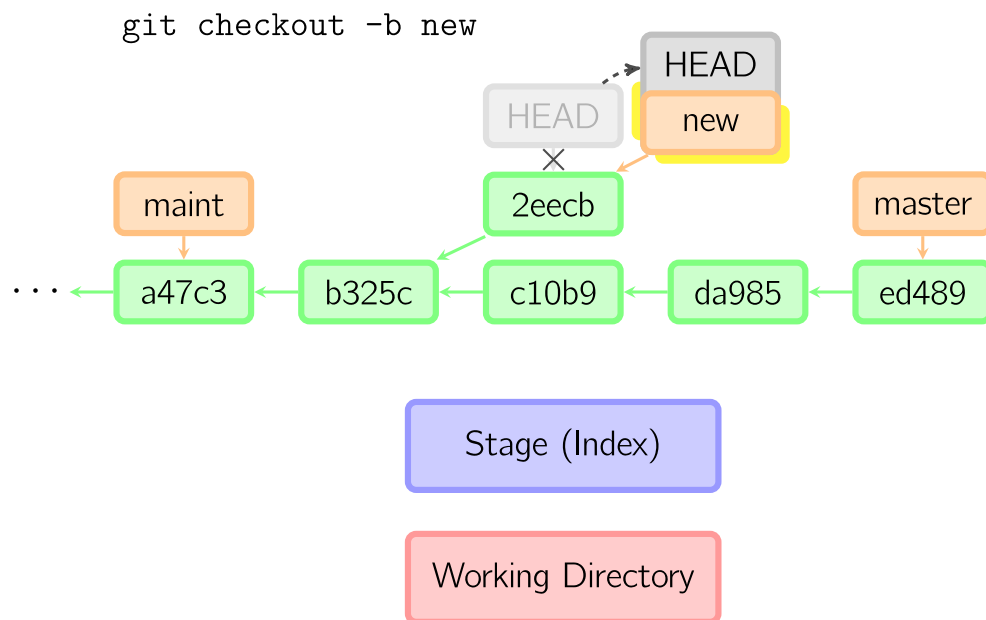 git checkout -b new
HEAD
HEAD
new
maint
2eecb
master
...
a47c3
b325c
c10b9
da985
ed489
Stage (Index)
Working Directory